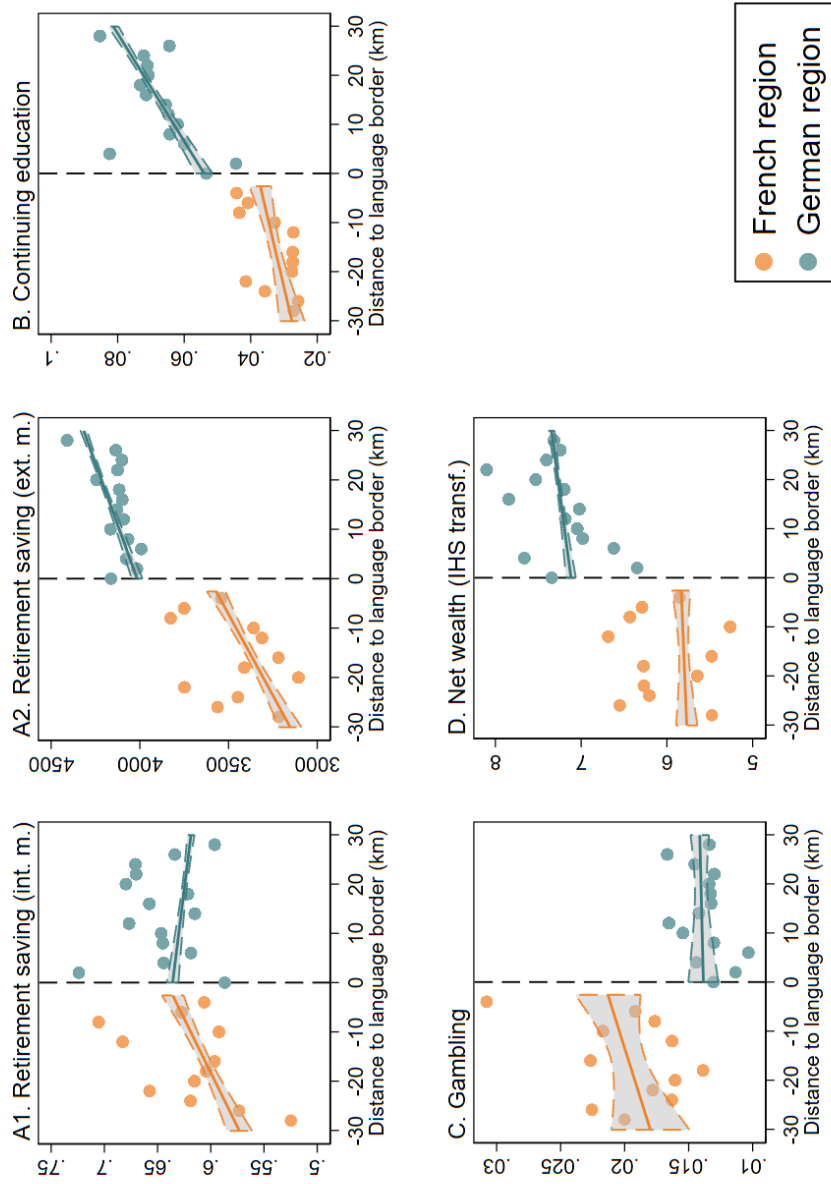 A1. Retirement saving (int. m.)
.75
.7
.65
.6
.55
.5
-30 -20 -10 0 10 20 30
Distance to language border (km)
A2. Retirement saving (ext. m.)
4500
4000
3500
3000
-30 -20 -10 0 10 20 30
Distance to language border (km)
B. Continuing education
.1
.08
.06
.04
.02
-30 -20 -10 0 10 20 30
Distance to language border (km)
C. Gambling
.03
.025
.02
.015
.01
-30 -20 -10 0 10 20 30
Distance to language border (km)
D. Net wealth (IHS transf.)
8
7
6
5
-30 -20 -10 0 10 20 30
Distance to language border (km)
French region
German region